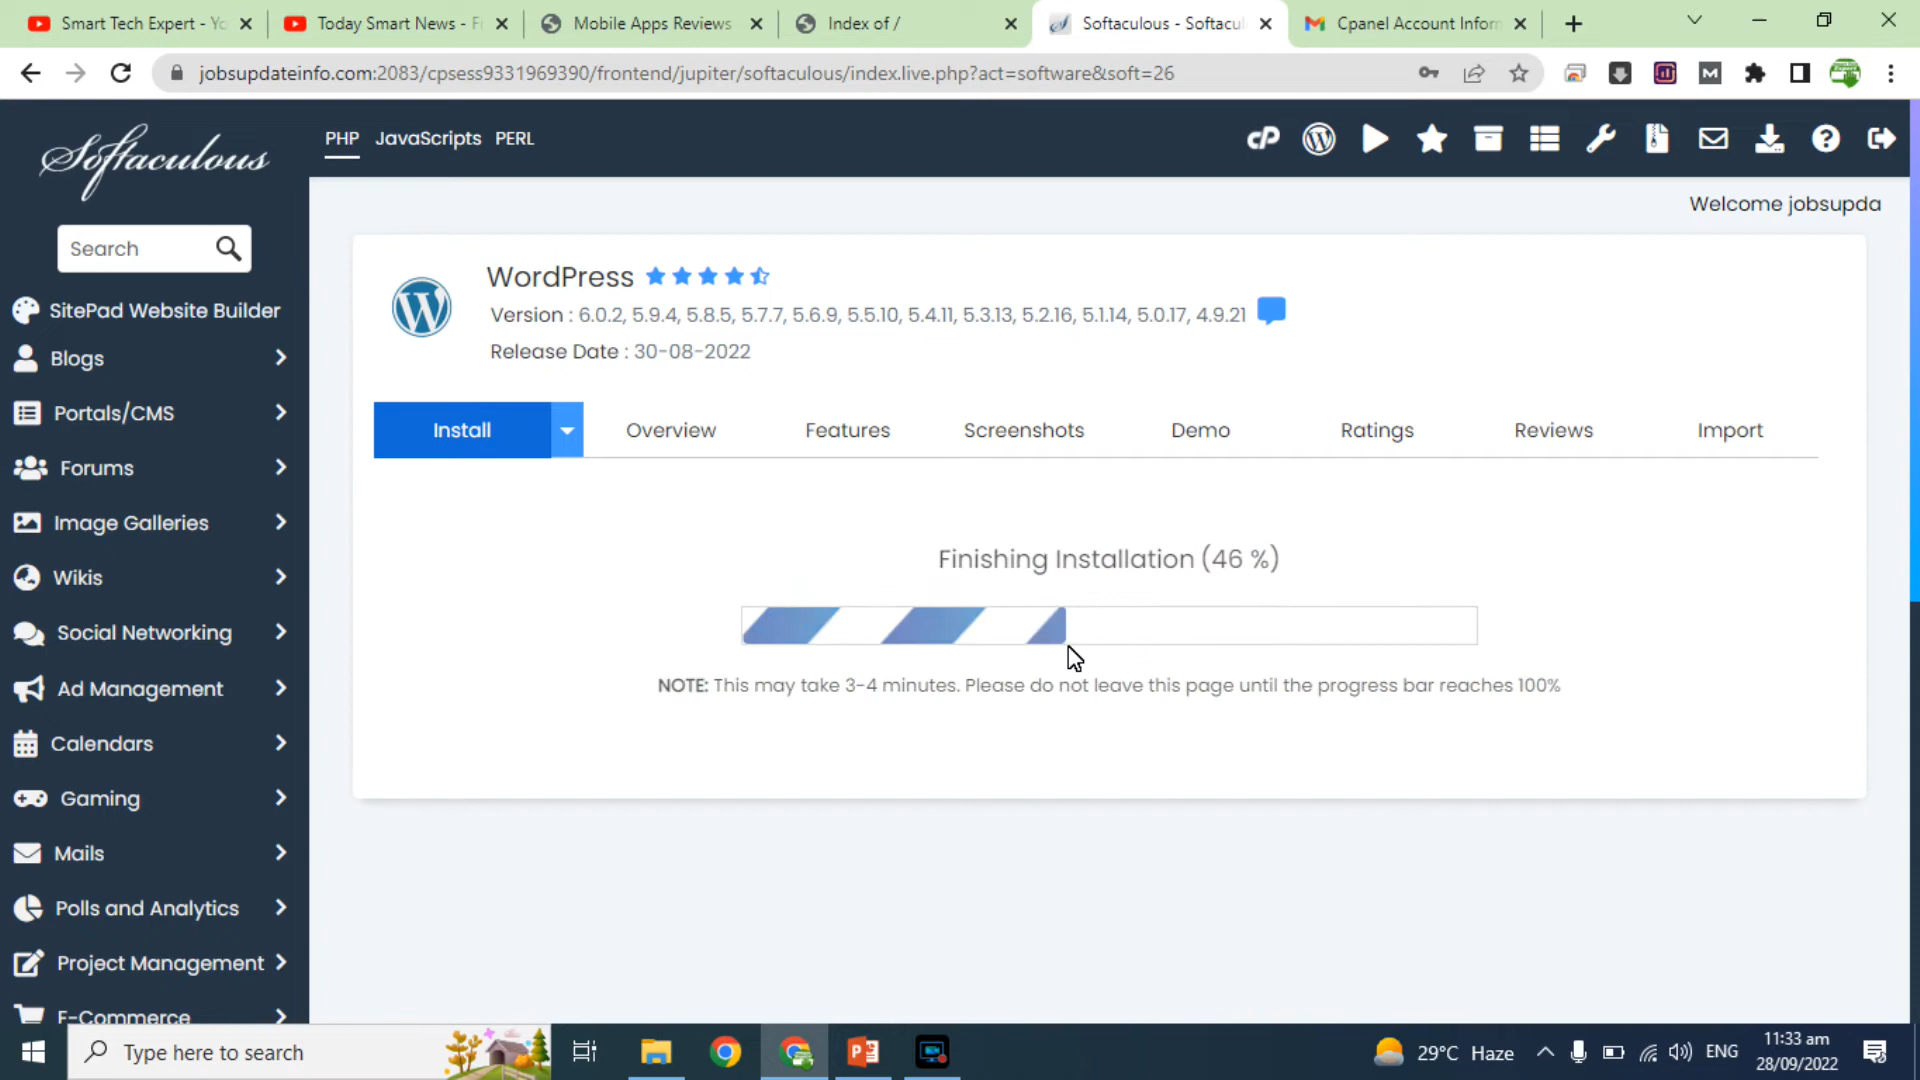 Smart Tech Expert - Yo
Today Smart News - Fr
Mobile Apps Reviews
Index of /
Softaculous - Softacul
Cpanel Account Inform
jobsupdateinfo.com:2083/cpsess9331969390/frontend/jupiter/softaculous/index.live.php?act=software&soft=26
Softaculous
PHP JavaScripts PERL
Welcome jobsupda
Search
SitePad Website Builder
Blogs
Portals/CMS
Forums
Image Galleries
Wikis
Social Networking
Ad Management
Calendars
Gaming
Mails
Polls and Analytics
Project Management
E-Commerce
WordPress
Version : 6.0.2, 5.9.4, 5.8.5, 5.7.7, 5.6.9, 5.5.10, 5.4.11, 5.3.13, 5.2.16, 5.1.14, 5.0.17, 4.9.21
Release Date : 30-08-2022
Install Overview Features Screenshots Demo Ratings Reviews Import
Finishing Installation (46 %)
NOTE: This may take 3-4 minutes. Please do not leave this page until the progress bar reaches 100%
Type here to search
29°C Haze
ENG
11:33 am
28/09/2022